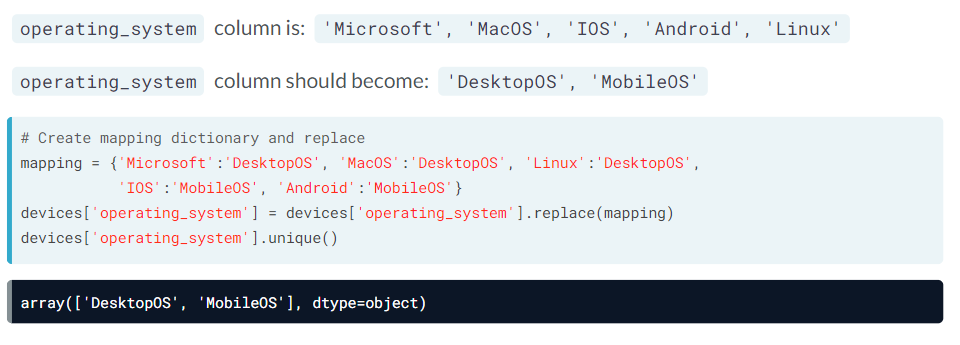 operating_system column is: 'Microsoft', 'MacOS', 'IOS', 'Android', 'Linux'
operating_system column should become: 'DesktopOS', 'MobileOS'
# Create mapping dictionary and replace
mapping = {'Microsoft':'DesktopOS', 'MacOS':'DesktopOS', 'Linux':'DesktopOS',
           'IOS':'MobileOS', 'Android':'MobileOS'}
devices['operating_system'] = devices['operating_system'].replace(mapping)
devices['operating_system'].unique()
array(['DesktopOS', 'MobileOS'], dtype=object)